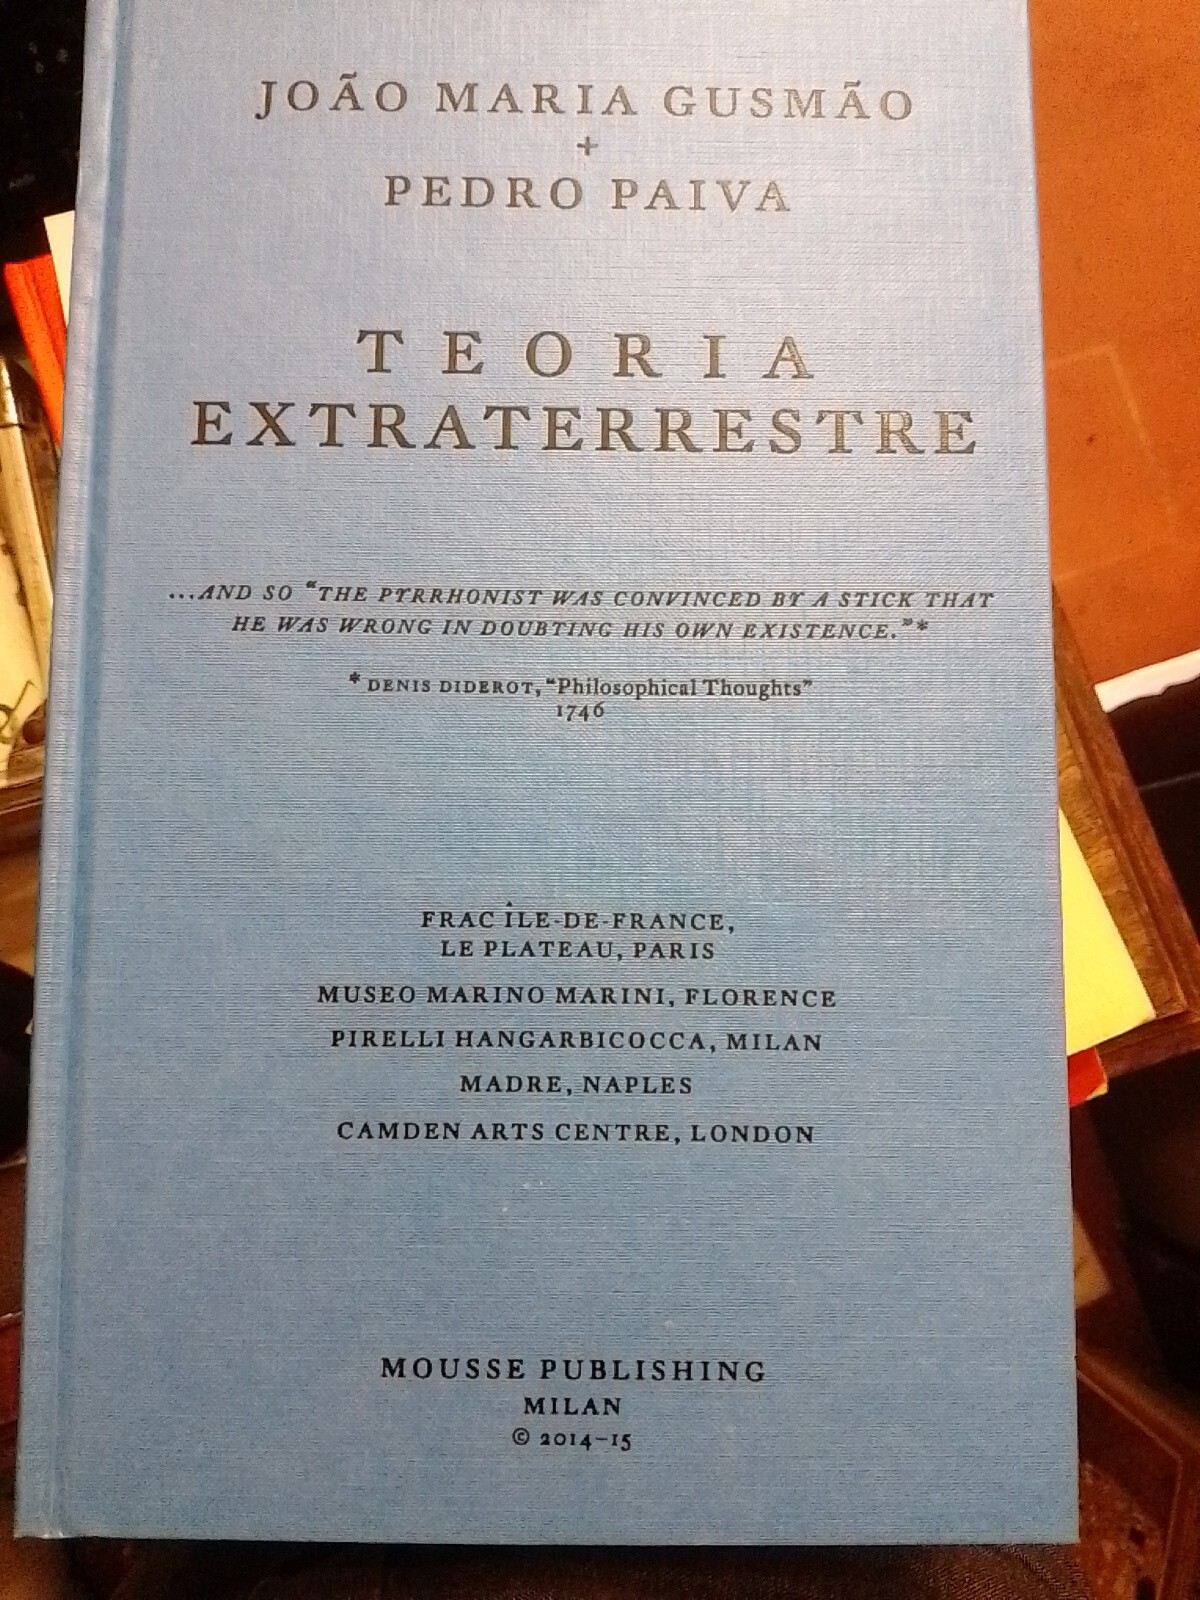 JOÃO MARIA GUSMÃO
+
PEDRO PAIVA
TEORIA
EXTRATERRESTRE
...AND SO “THE PYRRHONIST WAS CONVINCED BY A STICK THAT
HE WAS WRONG IN DOUBTING HIS OWN EXISTENCE.”*
* DENIS DIDEROT, “Philosophical Thoughts”
1746
FRAC ÎLE-DE-FRANCE,
LE PLATEAU, PARIS
MUSEO MARINO MARINI, FLORENCE
PIRELLI HANGARBICOCCA, MILAN
MADRE, NAPLES
CAMDEN ARTS CENTRE, LONDON
MOUSSE PUBLISHING
MILAN
© 2014–15